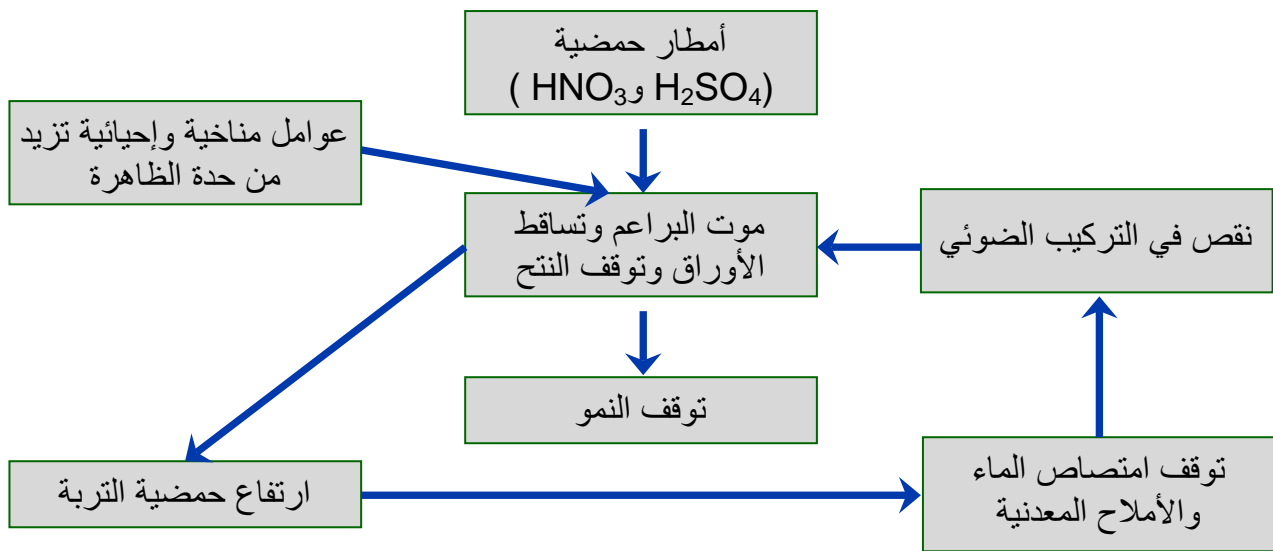 أمطار حمضية
(H₂SO₄ وHNO₃ )
عوامل مناخية وإحيائية تزيد
من حدة الظاهرة
موت البراعم وتساقط
الأوراق وتوقف النتح
نقص في التركيب الضوئي
توقف النمو
توقف امتصاص الماء
والأملاح المعدنية
ارتفاع حمضية التربة